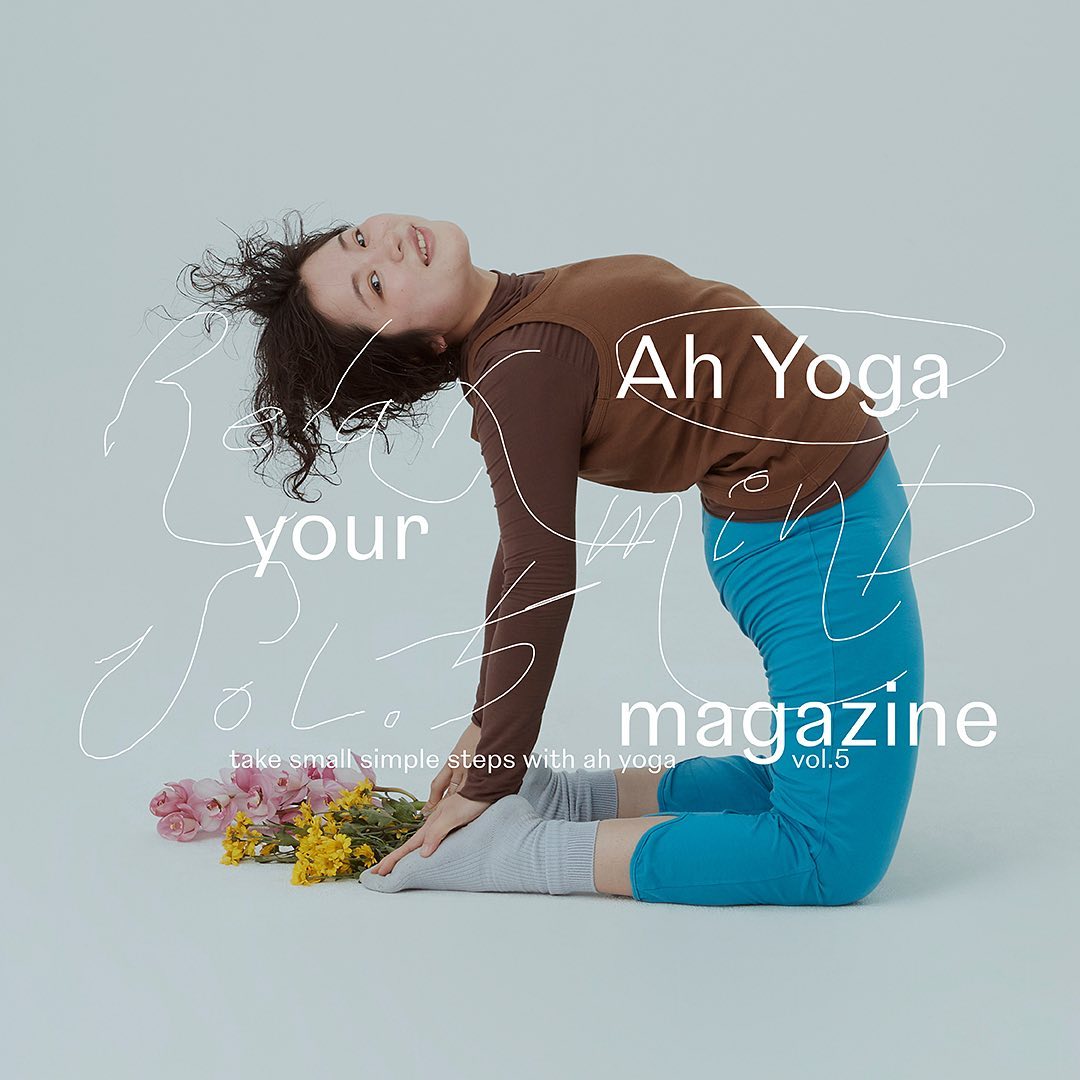 Relax
Ah Yoga
your
mind
Vol.5
magazine
take small simple steps with ah yoga
vol.5